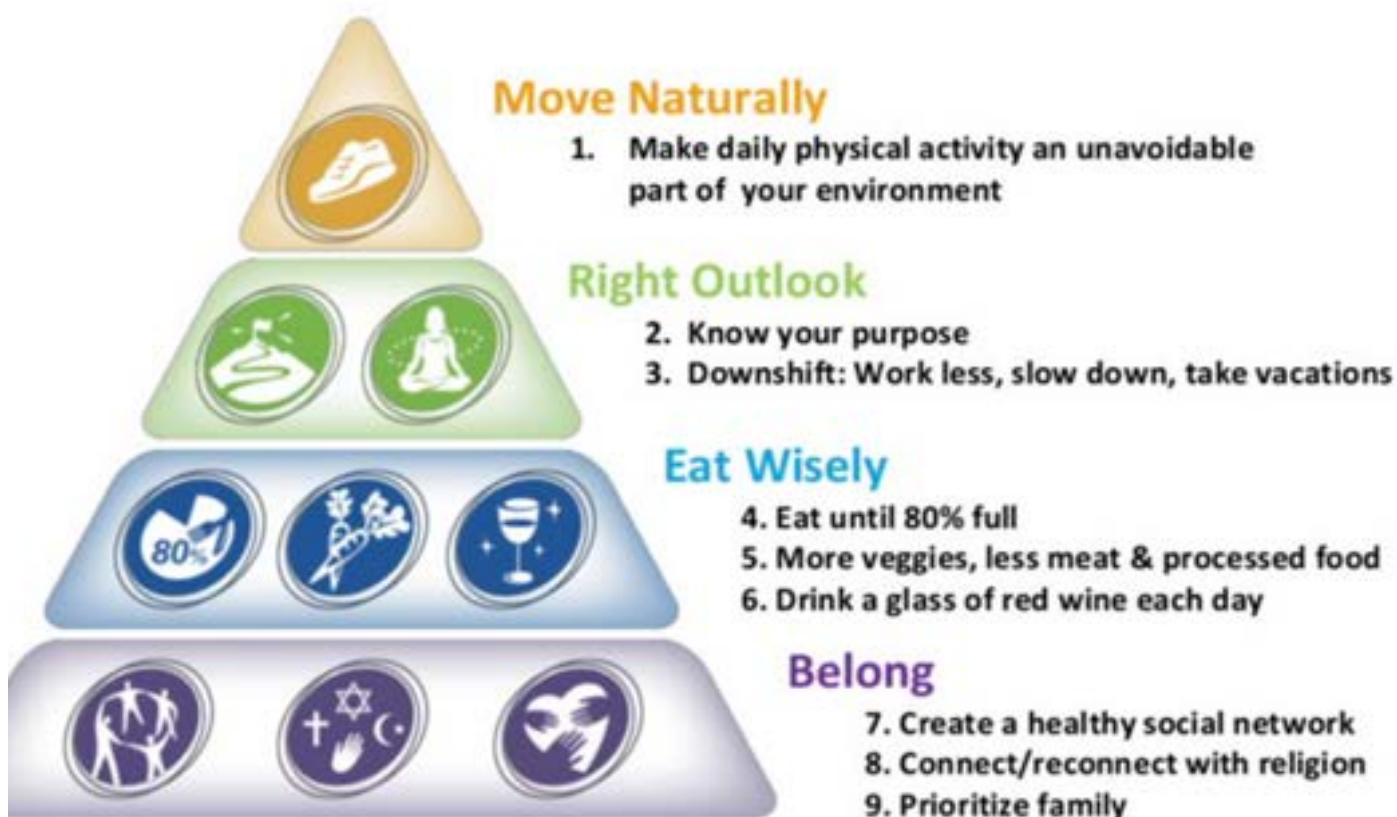 Move Naturally
1. Make daily physical activity an unavoidable
part of your environment
Right Outlook
2. Know your purpose
3. Downshift: Work less, slow down, take vacations
Eat Wisely
80%
4. Eat until 80% full
5. More veggies, less meat & processed food
6. Drink a glass of red wine each day
Belong
7. Create a healthy social network
8. Connect/reconnect with religion
9. Prioritize family